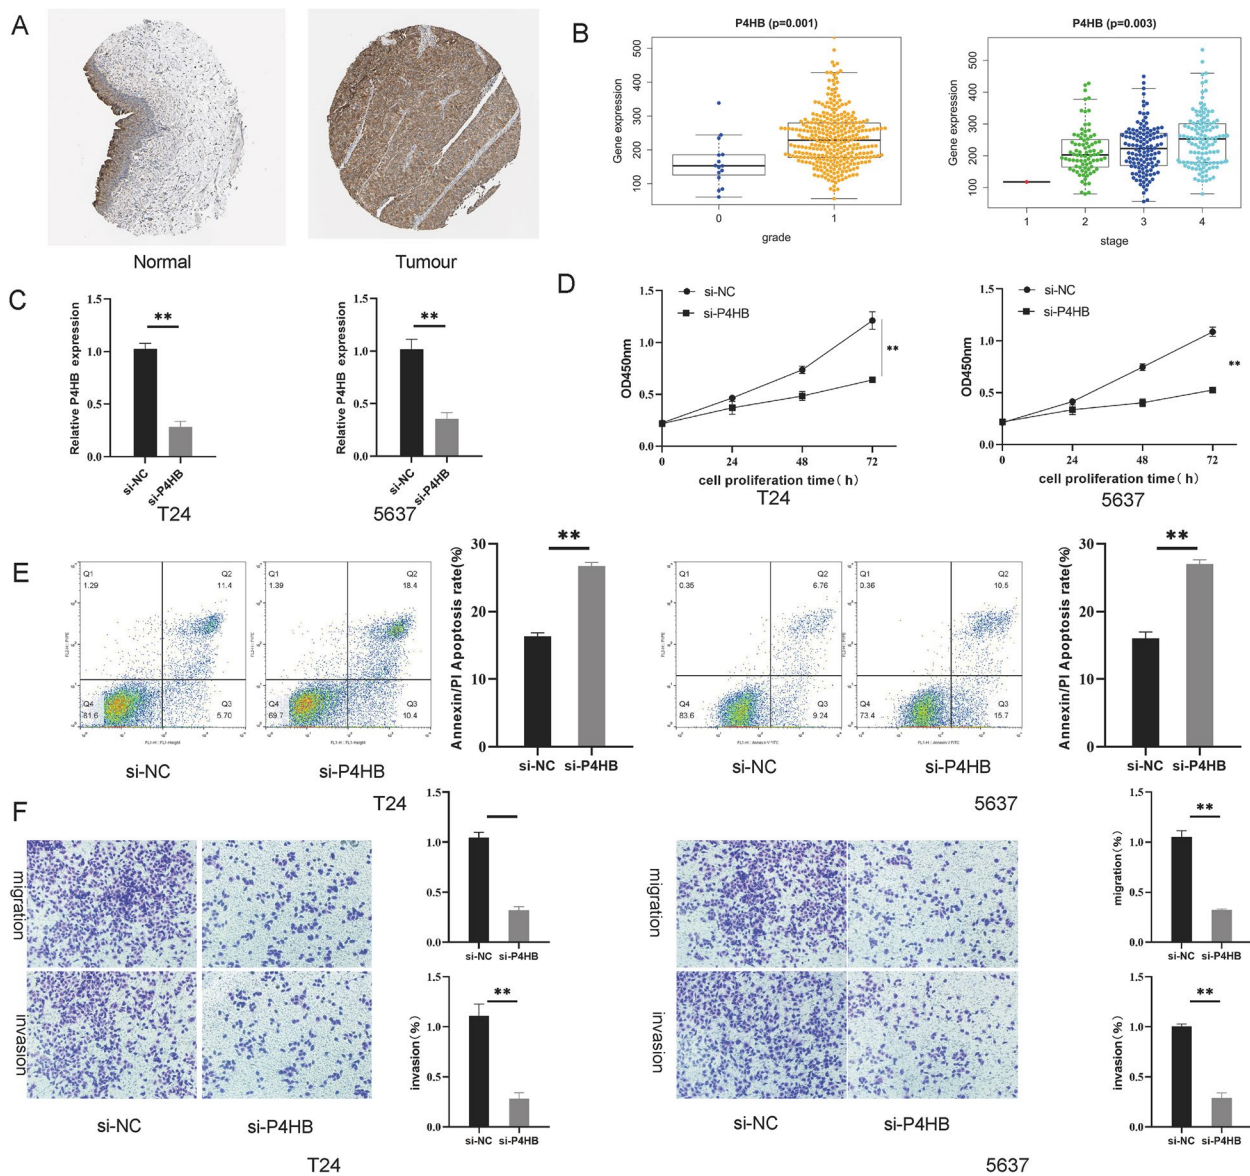 A
Normal
Tumour
B
P4HB (p=0.001)
Gene expression
500
400
300
200
100
0
1
grade
P4HB (p=0.003)
Gene expression
500
400
300
200
100
1
2
3
4
stage
C
Relative P4HB expression
1.5
1.0
0.5
0.0
**
si-NC
si-P4HB
T24
Relative P4HB expression
1.5
1.0
0.5
0.0
**
si-NC
si-P4HB
5637
D
si-NC
si-P4HB
OD450nm
1.5
1.0
0.5
0.0
**
0
24
48
72
cell proliferation time( h)
T24
si-NC
si-P4HB
OD450nm
1.5
1.0
0.5
0.0
**
0
24
48
72
cell proliferation time( h)
5637
E
Q1
1.29
Q2
11.4
Q4
81.6
Q3
5.70
si-NC
Q1
1.39
Q2
18.4
Q4
69.7
Q3
10.4
si-P4HB
Annexin/PI Apoptosis rate(%)
30
20
10
0
**
si-NC
si-P4HB
T24
Q1
0.35
Q2
6.76
Q4
83.6
Q3
9.24
si-NC
Q1
0.36
Q2
10.5
Q4
73.4
Q3
15.7
si-P4HB
Annexin/PI Apoptosis rate(%)
30
20
10
0
**
si-NC
si-P4HB
5637
F
migration
1.5
1.0
0.5
0.0
si-NC
si-P4HB
invasion
invasion(%)
1.5
1.0
0.5
0.0
**
si-NC
si-P4HB
si-NC
si-P4HB
T24
migration
migration(%)
1.5
1.0
0.5
0.0
**
si-NC
si-P4HB
invasion
invasion(%)
1.5
1.0
0.5
0.0
**
si-NC
si-P4HB
si-NC
si-P4HB
5637